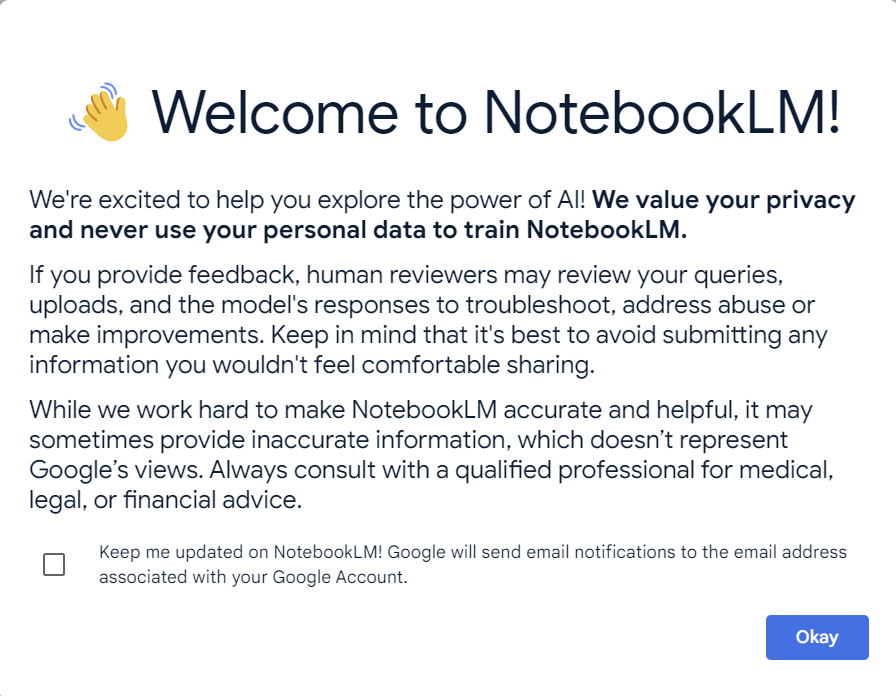 Welcome to NotebookLM!
We're excited to help you explore the power of AI! We value your privacy
and never use your personal data to train NotebookLM.
If you provide feedback, human reviewers may review your queries,
uploads, and the model's responses to troubleshoot, address abuse or
make improvements. Keep in mind that it's best to avoid submitting any
information you wouldn't feel comfortable sharing.
While we work hard to make NotebookLM accurate and helpful, it may
sometimes provide inaccurate information, which doesn’t represent
Google’s views. Always consult with a qualified professional for medical,
legal, or financial advice.
Keep me updated on NotebookLM! Google will send email notifications to the email address
associated with your Google Account.
Okay